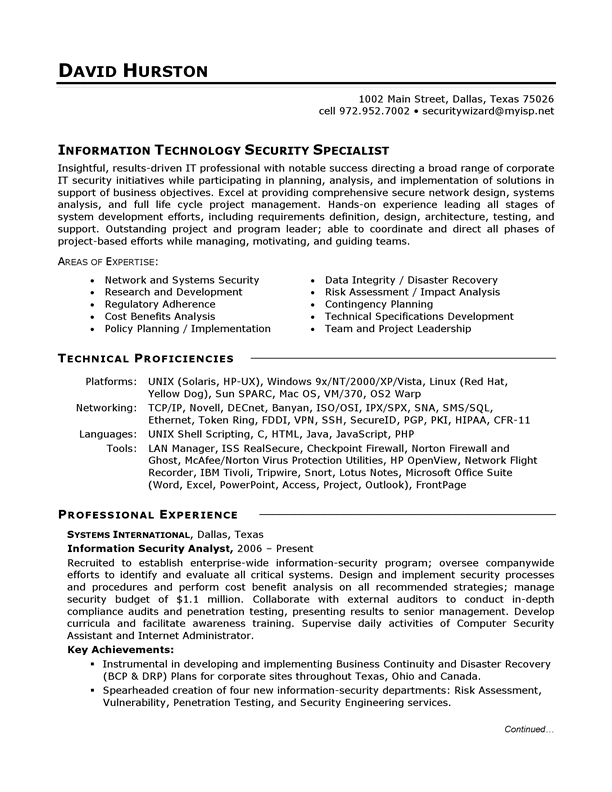 DAVID HURSTON
1002 Main Street, Dallas, Texas 75026
cell 972.952.7002 • securitywizard@myisp.net
INFORMATION TECHNOLOGY SECURITY SPECIALIST
Insightful, results-driven IT professional with notable success directing a broad range of corporate
IT security initiatives while participating in planning, analysis, and implementation of solutions in
support of business objectives. Excel at providing comprehensive secure network design, systems
analysis, and full life cycle project management. Hands-on experience leading all stages of
system development efforts, including requirements definition, design, architecture, testing, and
support. Outstanding project and program leader; able to coordinate and direct all phases of
project-based efforts while managing, motivating, and guiding teams.
AREAS OF EXPERTISE:
• Network and Systems Security
• Research and Development
• Regulatory Adherence
• Cost Benefits Analysis
• Policy Planning / Implementation
• Data Integrity / Disaster Recovery
• Risk Assessment / Impact Analysis
• Contingency Planning
• Technical Specifications Development
• Team and Project Leadership
TECHNICAL PROFICIENCIES
Platforms: UNIX (Solaris, HP-UX), Windows 9x/NT/2000/XP/Vista, Linux (Red Hat,
Yellow Dog), Sun SPARC, Mac OS, VM/370, OS2 Warp
Networking: TCP/IP, Novell, DECnet, Banyan, ISO/OSI, IPX/SPX, SNA, SMS/SQL,
Ethernet, Token Ring, FDDI, VPN, SSH, SecureID, PGP, PKI, HIPAA, CFR-11
Languages: UNIX Shell Scripting, C, HTML, Java, JavaScript, PHP
Tools: LAN Manager, ISS RealSecure, Checkpoint Firewall, Norton Firewall and
Ghost, McAfee/Norton Virus Protection Utilities, HP OpenView, Network Flight
Recorder, IBM Tivoli, Tripwire, Snort, Lotus Notes, Microsoft Office Suite
(Word, Excel, PowerPoint, Access, Project, Outlook), FrontPage
PROFESSIONAL EXPERIENCE
SYSTEMS INTERNATIONAL, Dallas, Texas
Information Security Analyst, 2006 – Present
Recruited to establish enterprise-wide information-security program; oversee companywide
efforts to identify and evaluate all critical systems. Design and implement security processes
and procedures and perform cost benefit analysis on all recommended strategies; manage
security budget of $1.1 million. Collaborate with external auditors to conduct in-depth
compliance audits and penetration testing, presenting results to senior management. Develop
curricula and facilitate awareness training. Supervise daily activities of Computer Security
Assistant and Internet Administrator.
Key Achievements:
▪ Instrumental in developing and implementing Business Continuity and Disaster Recovery
(BCP & DRP) Plans for corporate sites throughout Texas, Ohio and Canada.
▪ Spearheaded creation of four new information-security departments: Risk Assessment,
Vulnerability, Penetration Testing, and Security Engineering services.
Continued…